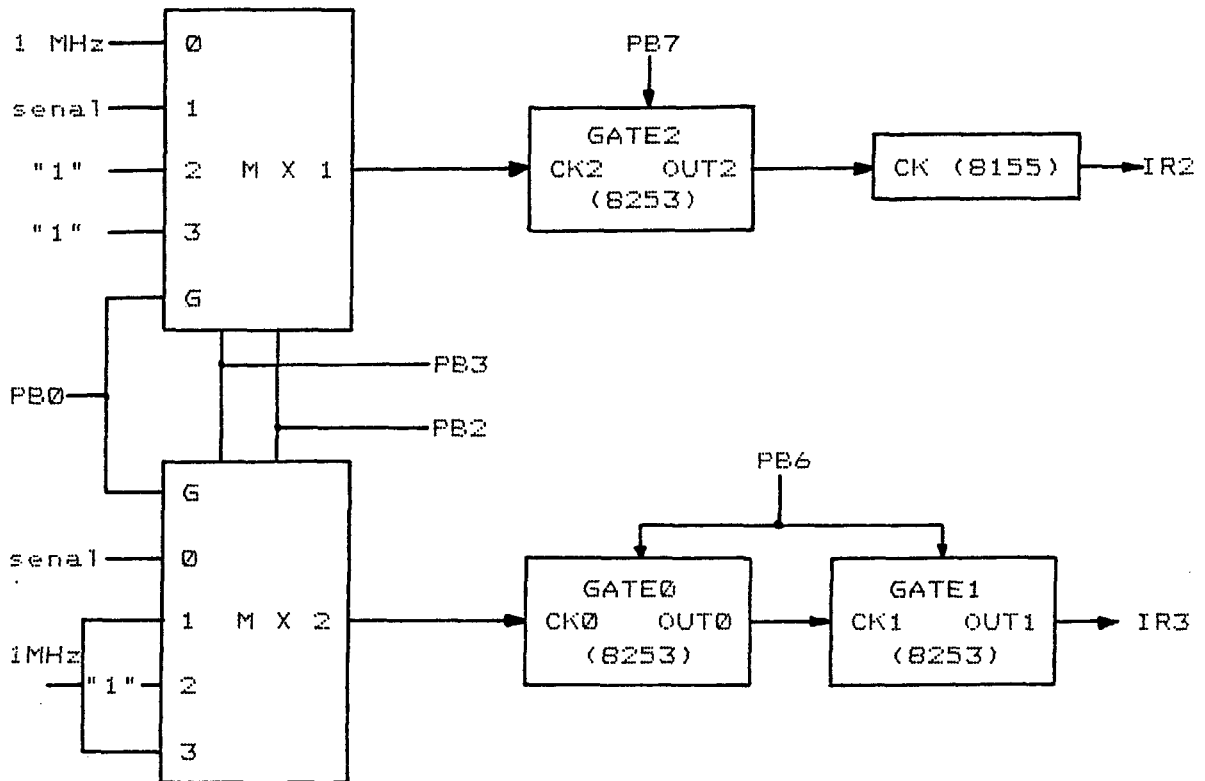 1 MHz
0
senal
1
"1"
2
M X 1
"1"
3
G
PB7
GATE2
CK2 OUT2
(8253)
CK (8155)
IR2
PB3
PB0
PB2
G
senal
0
1
M X 2
1MHz
"1"
2
3
PB6
GATE0
CK0 OUT0
(8253)
GATE1
CK1 OUT1
(8253)
IR3